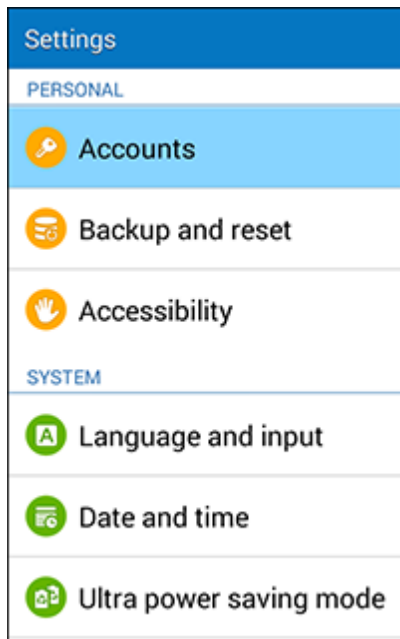 Settings
PERSONAL
Accounts
Backup and reset
Accessibility
SYSTEM
A Language and input
Date and time
Ultra power saving mode